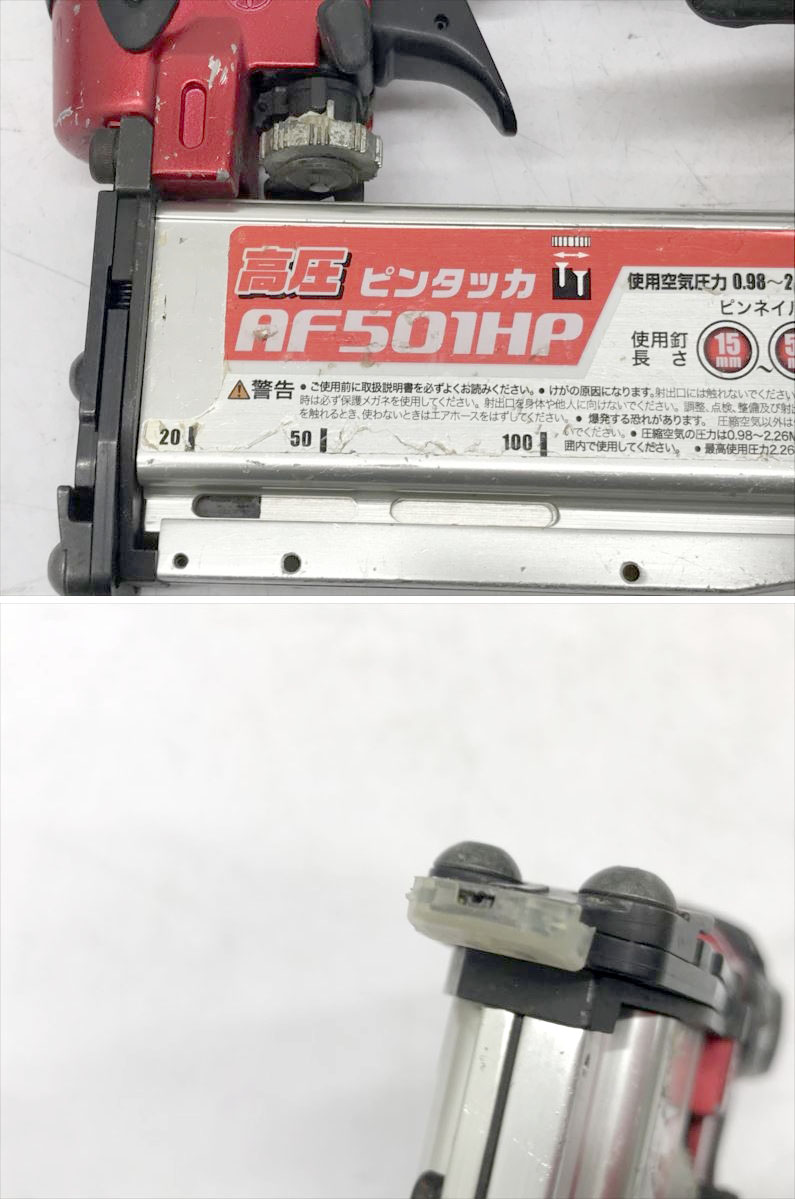 高圧 ピンタッカ
AF501HP
使用空気圧力 0.98〜2
ピンネイル
使用釘
長さ
15
mm
〜
5
警告
● ご使用前に取扱説明書を必ずよくお読みください。● けがの原因になります。射出口には触れないでください
時は必ず保護メガネを使用してください。射出口を身体や他人に向けないでください。調整、点検、整備及び射出
を触れるとき、使わないときはエアホースをはずしてください。● 爆発する恐れがあります。圧縮空気以外は
いでください。● 圧縮空気の圧力は0.98〜2.26M
囲内で使用してください。● 最高使用圧力2.26
20
50
100